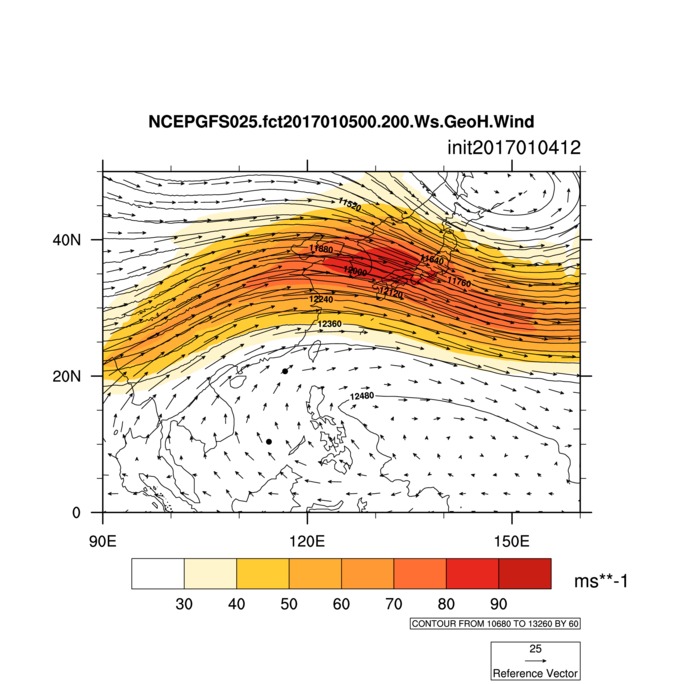 NCEPGFS025.fct2017010500.200.Ws.GeoH.Wind
init2017010412
11520
40N
11880
11640
12000
11760
12120
12240
12360
20N
12480
0
90E 120E 150E
ms**-1
30 40 50 60 70 80 90
CONTOUR FROM 10680 TO 13260 BY 60
25
Reference Vector